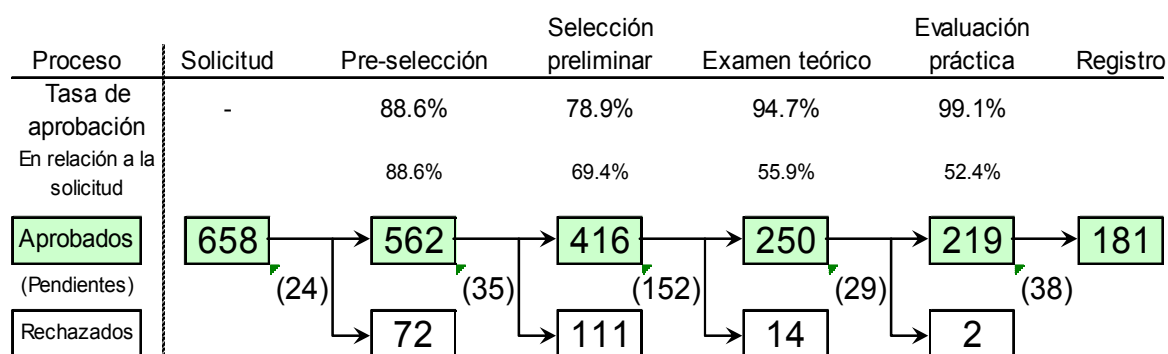 Proceso Solicitud Pre-selección Selección preliminar Examen teórico Evaluación práctica Registro
Tasa de aprobación - 88.6% 78.9% 94.7% 99.1%
En relación a la solicitud 88.6% 69.4% 55.9% 52.4%
Aprobados 658 562 416 250 219 181
(Pendientes) (24) (35) (152) (29) (38)
Rechazados 72 111 14 2